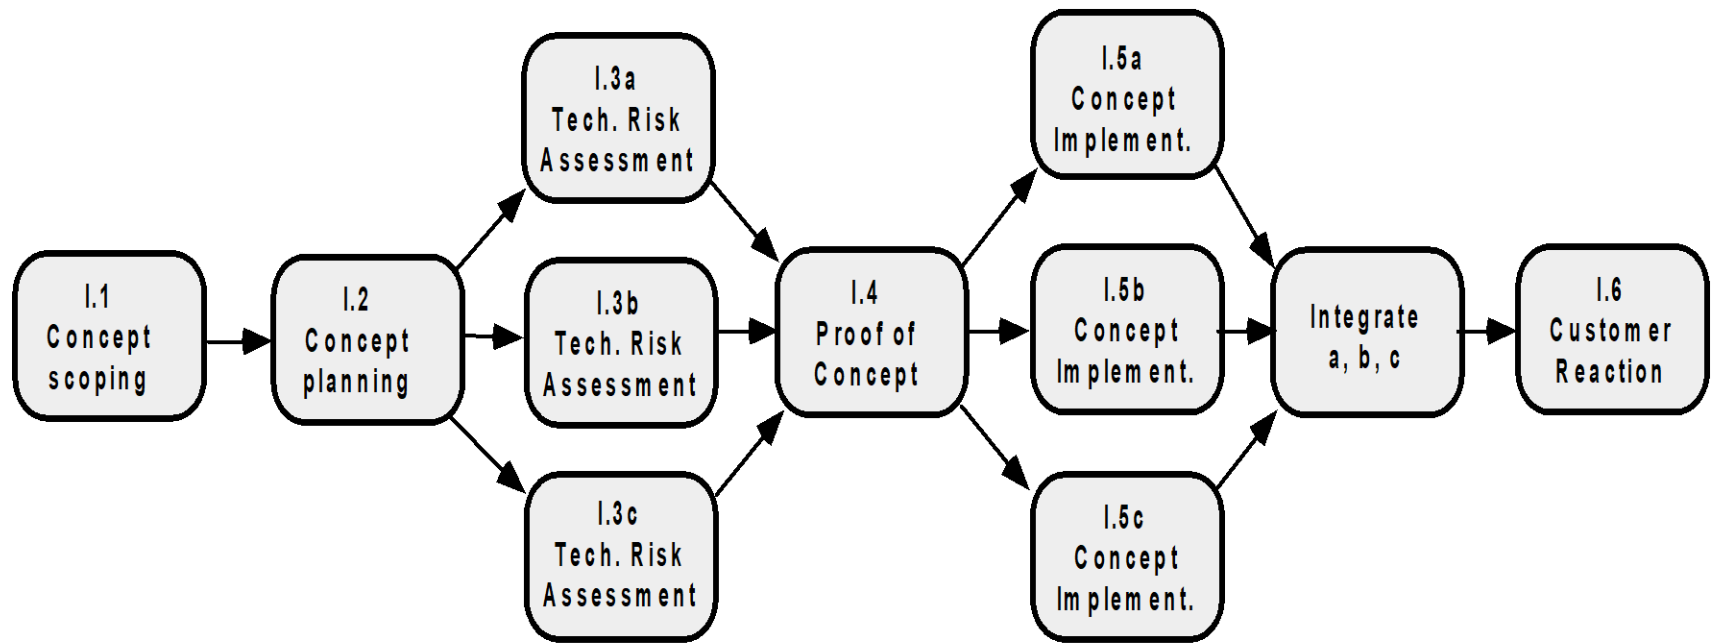 I.1
Concept
scoping
I.2
Concept
planning
I.3a
Tech. Risk
Assessment
I.3b
Tech. Risk
Assessment
I.3c
Tech. Risk
Assessment
I.4
Proof of
Concept
I.5a
Concept
Implement.
I.5b
Concept
Implement.
I.5c
Concept
Implement.
Integrate
a, b, c
I.6
Customer
Reaction